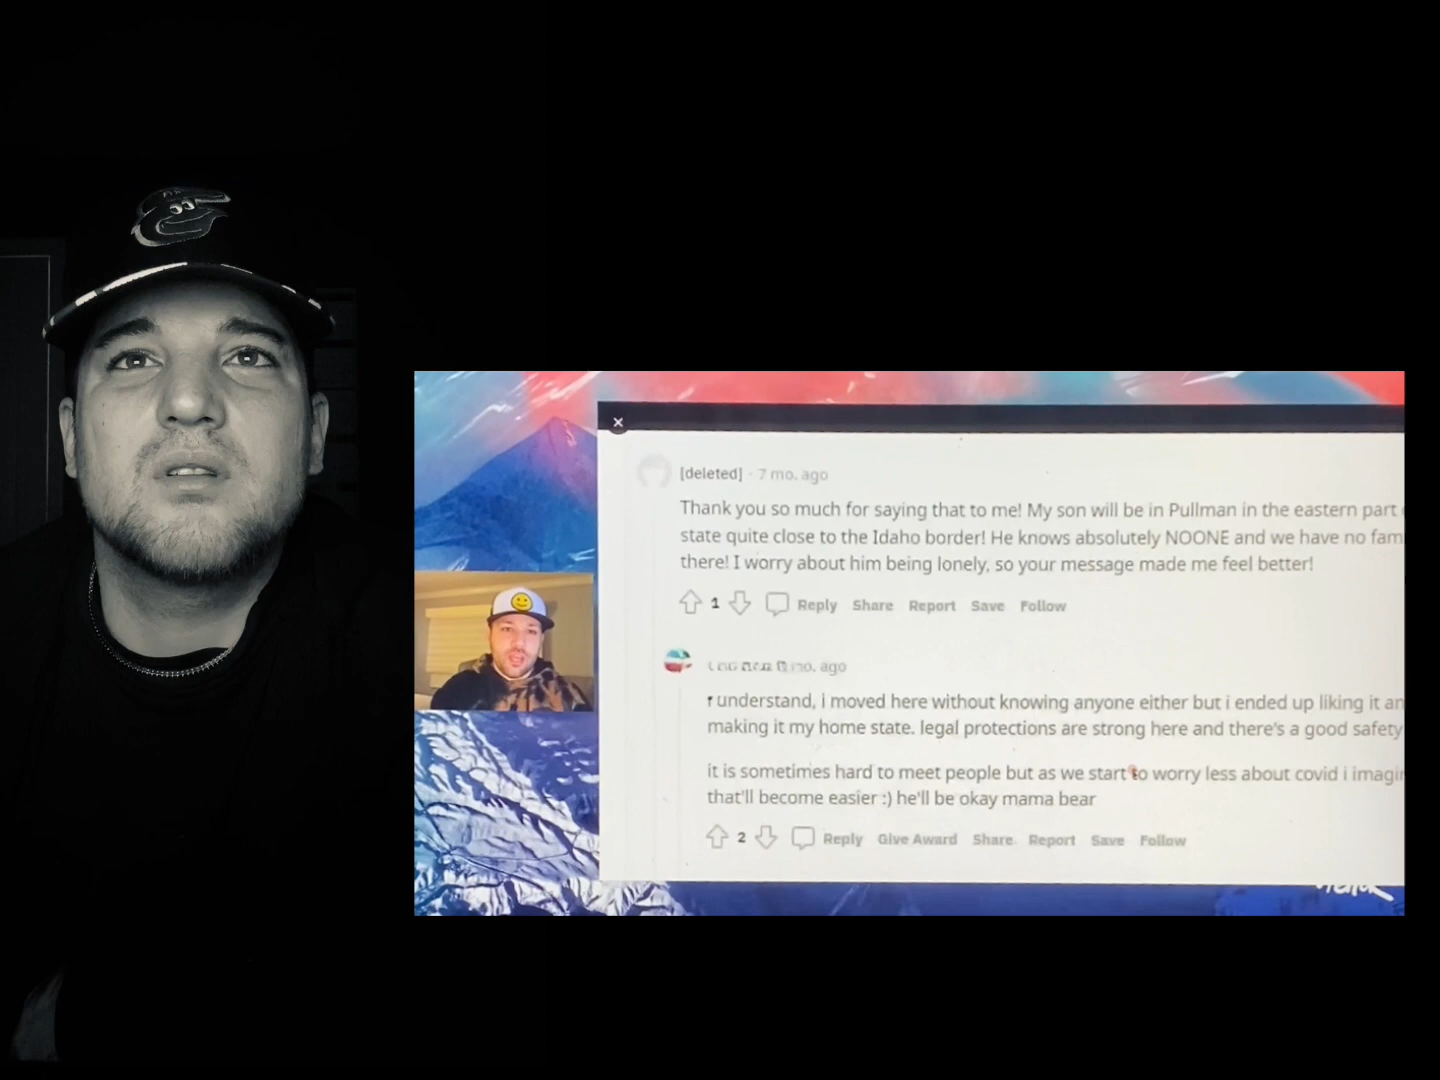 [deleted] · 7 mo. ago
Thank you so much for saying that to me! My son will be in Pullman in the eastern part
state quite close to the Idaho border! He knows absolutely NOONE and we have no fam
there! I worry about him being lonely, so your message made me feel better!
1 Reply Share Report Save Follow
mo. ago
I understand, i moved here without knowing anyone either but i ended up liking it an
making it my home state. legal protections are strong here and there's a good safety
it is sometimes hard to meet people but as we start to worry less about covid i imagin
that'll become easier :) he'll be okay mama bear
2 Reply Give Award Share Report Save Follow